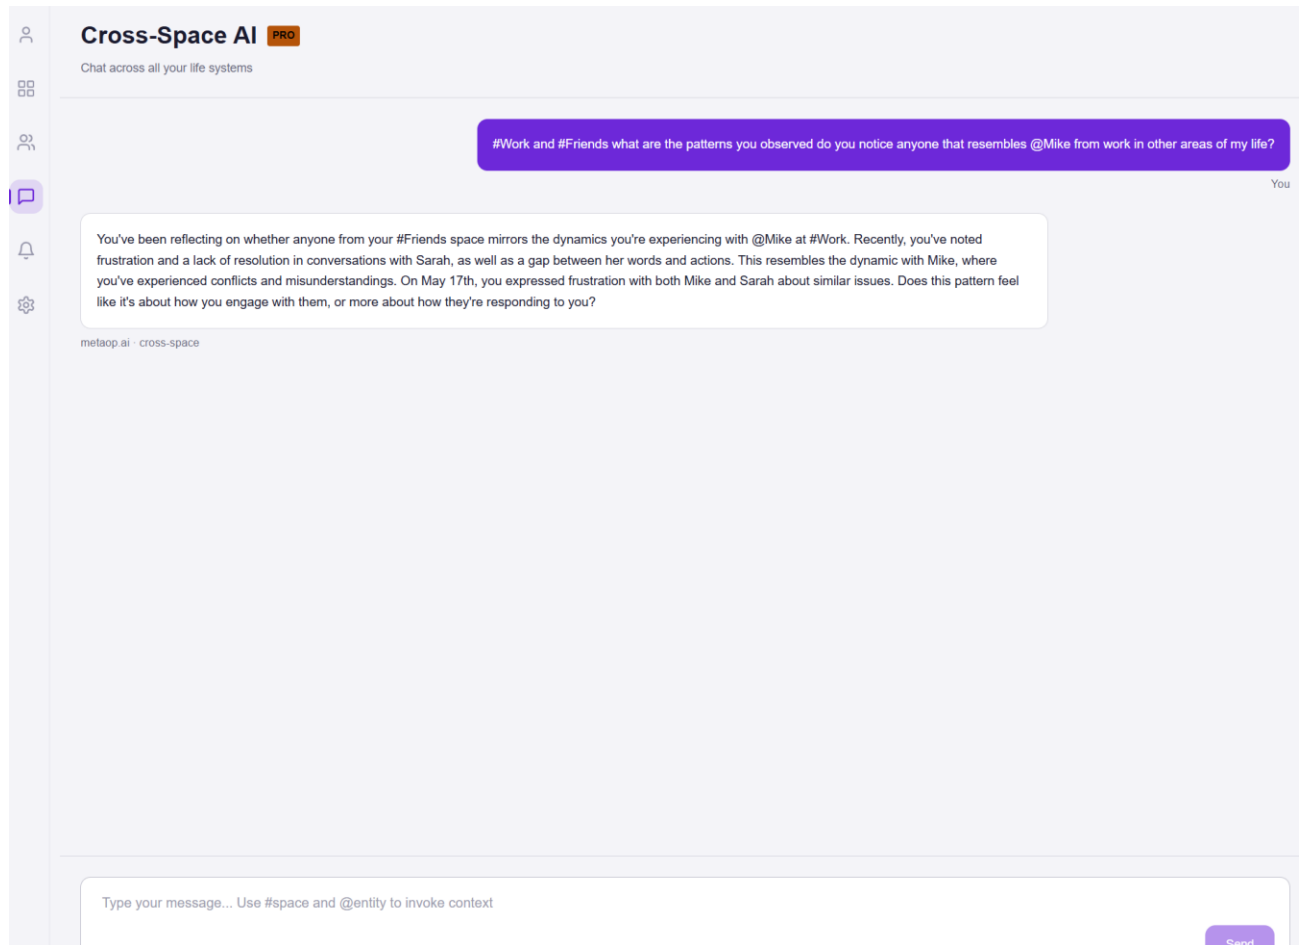 Cross-Space AI PRO
Chat across all your life systems
#Work and #Friends what are the patterns you observed do you notice anyone that resembles @Mike from work in other areas of my life?
You
You've been reflecting on whether anyone from your #Friends space mirrors the dynamics you're experiencing with @Mike at #Work. Recently, you've noted
frustration and a lack of resolution in conversations with Sarah, as well as a gap between her words and actions. This resembles the dynamic with Mike, where
you've experienced conflicts and misunderstandings. On May 17th, you expressed frustration with both Mike and Sarah about similar issues. Does this pattern feel
like it's about how you engage with them, or more about how they're responding to you?
metaop.ai · cross-space
Type your message... Use #space and @entity to invoke context
Send